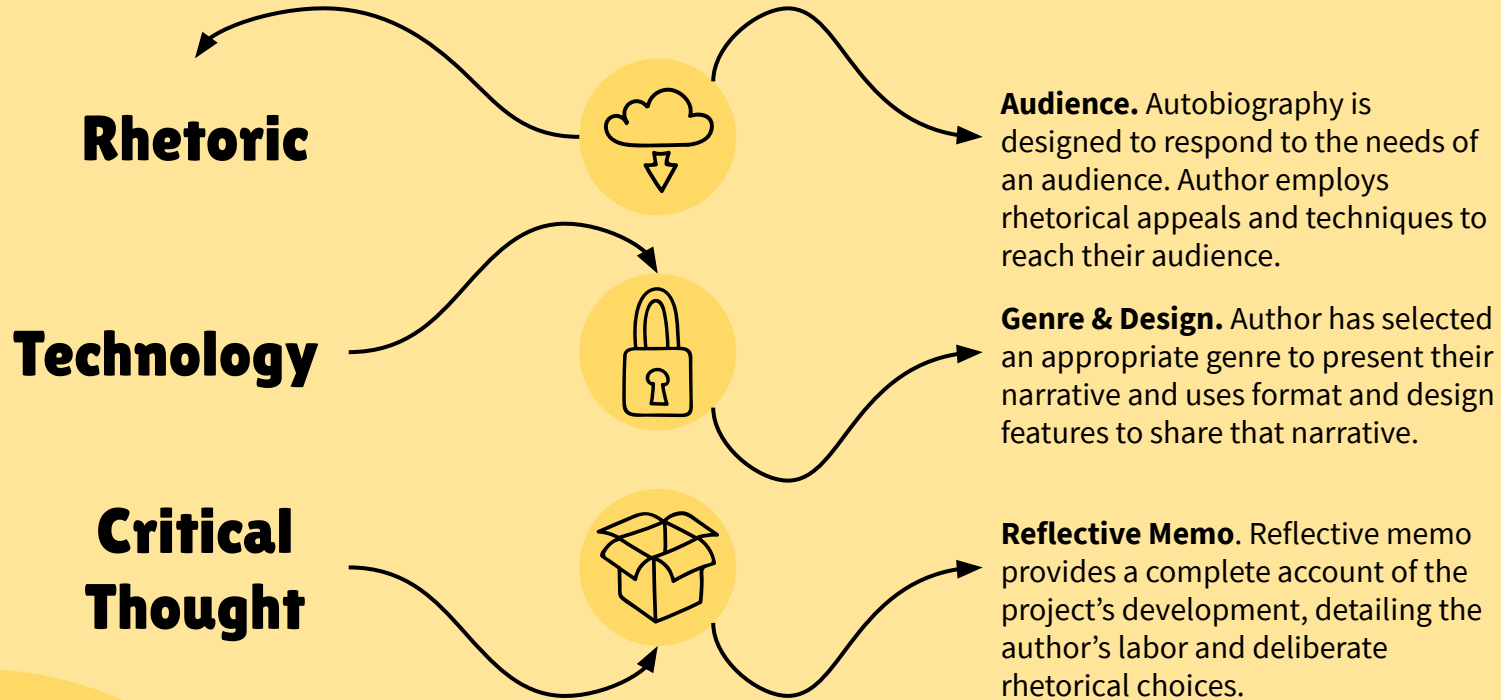 Rhetoric
Audience. Autobiography is
designed to respond to the needs of
an audience. Author employs
rhetorical appeals and techniques to
reach their audience.
Technology
Genre & Design. Author has selected
an appropriate genre to present their
narrative and uses format and design
features to share that narrative.
Critical
Thought
Reflective Memo. Reflective memo
provides a complete account of the
project’s development, detailing the
author’s labor and deliberate
rhetorical choices.